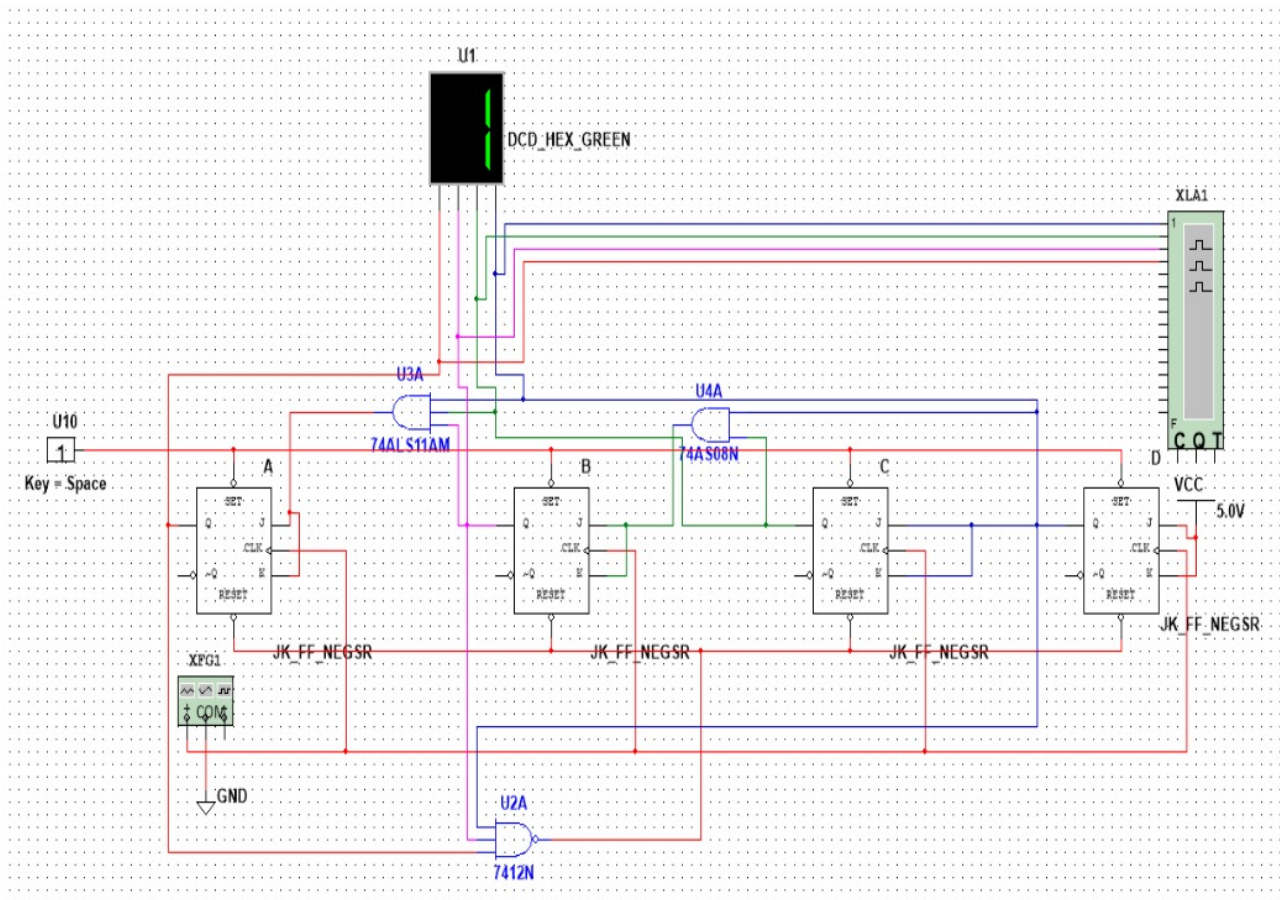 U1
DCD_HEX_GREEN
XLA1
1
F
C Q T
U3A
74ALS11AM
U4A
74AS08N
U10
1
Key = Space
A
B
C
D
VCC
5.0V
SET
Q
J
CLK
K
~Q
RESET
JK_FF_NEGSR
SET
Q
J
CLK
K
~Q
RESET
JK_FF_NEGSR
SET
Q
J
CLK
K
~Q
RESET
JK_FF_NEGSR
SET
Q
J
CLK
K
~Q
RESET
JK_FF_NEGSR
XFG1
COM
GND
U2A
7412N